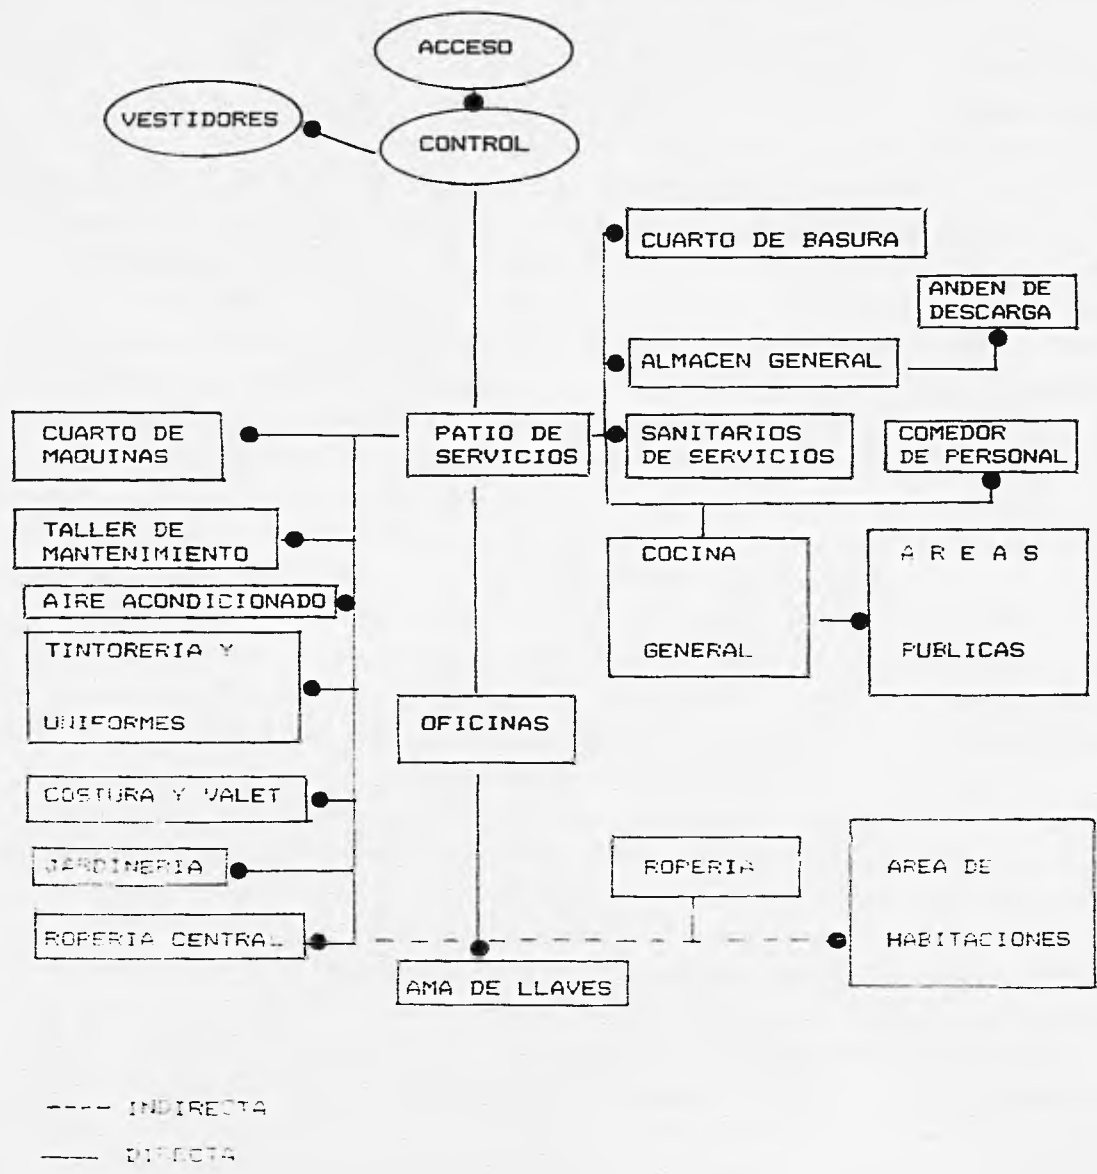 ACCESO
VESTIDORES
CONTROL
CUARTO DE BASURA
ANDEN DE
DESCARGA
ALMACEN GENERAL
CUARTO DE
MAQUINAS
PATIO DE
SERVICIOS
SANITARIOS
DE SERVICIOS
COMEDOR
DE PERSONAL
TALLER DE
MANTENIMIENTO
COCINA
GENERAL
A R E A S
PUBLICAS
AIRE ACONDICIONADO
TINTORERIA Y
UNIFORMES
OFICINAS
COSTURA Y VALET
JARDINERIA
ROPERIA
AREA DE
HABITACIONES
ROPERIA CENTRAL
AMA DE LLAVES
---- INDIRECTA
—— DIRECTA